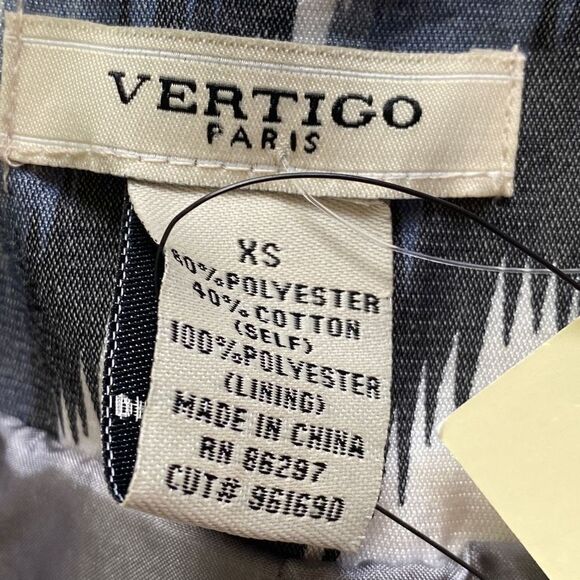 VERTIGO
PARIS
XS
60%POLYESTER
40%COTTON
(SELF)
100%POLYESTER
(LINING)
MADE IN CHINA
RN 86297
CUT# 961690